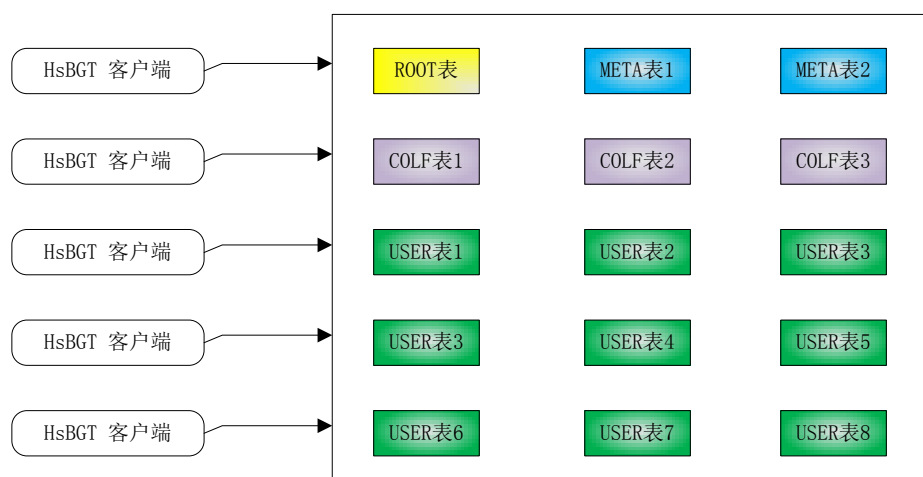 HsBGT 客户端 ROOT表 META表1 META表2
HsBGT 客户端 COLF表1 COLF表2 COLF表3
HsBGT 客户端 USER表1 USER表2 USER表3
HsBGT 客户端 USER表3 USER表4 USER表5
HsBGT 客户端 USER表6 USER表7 USER表8